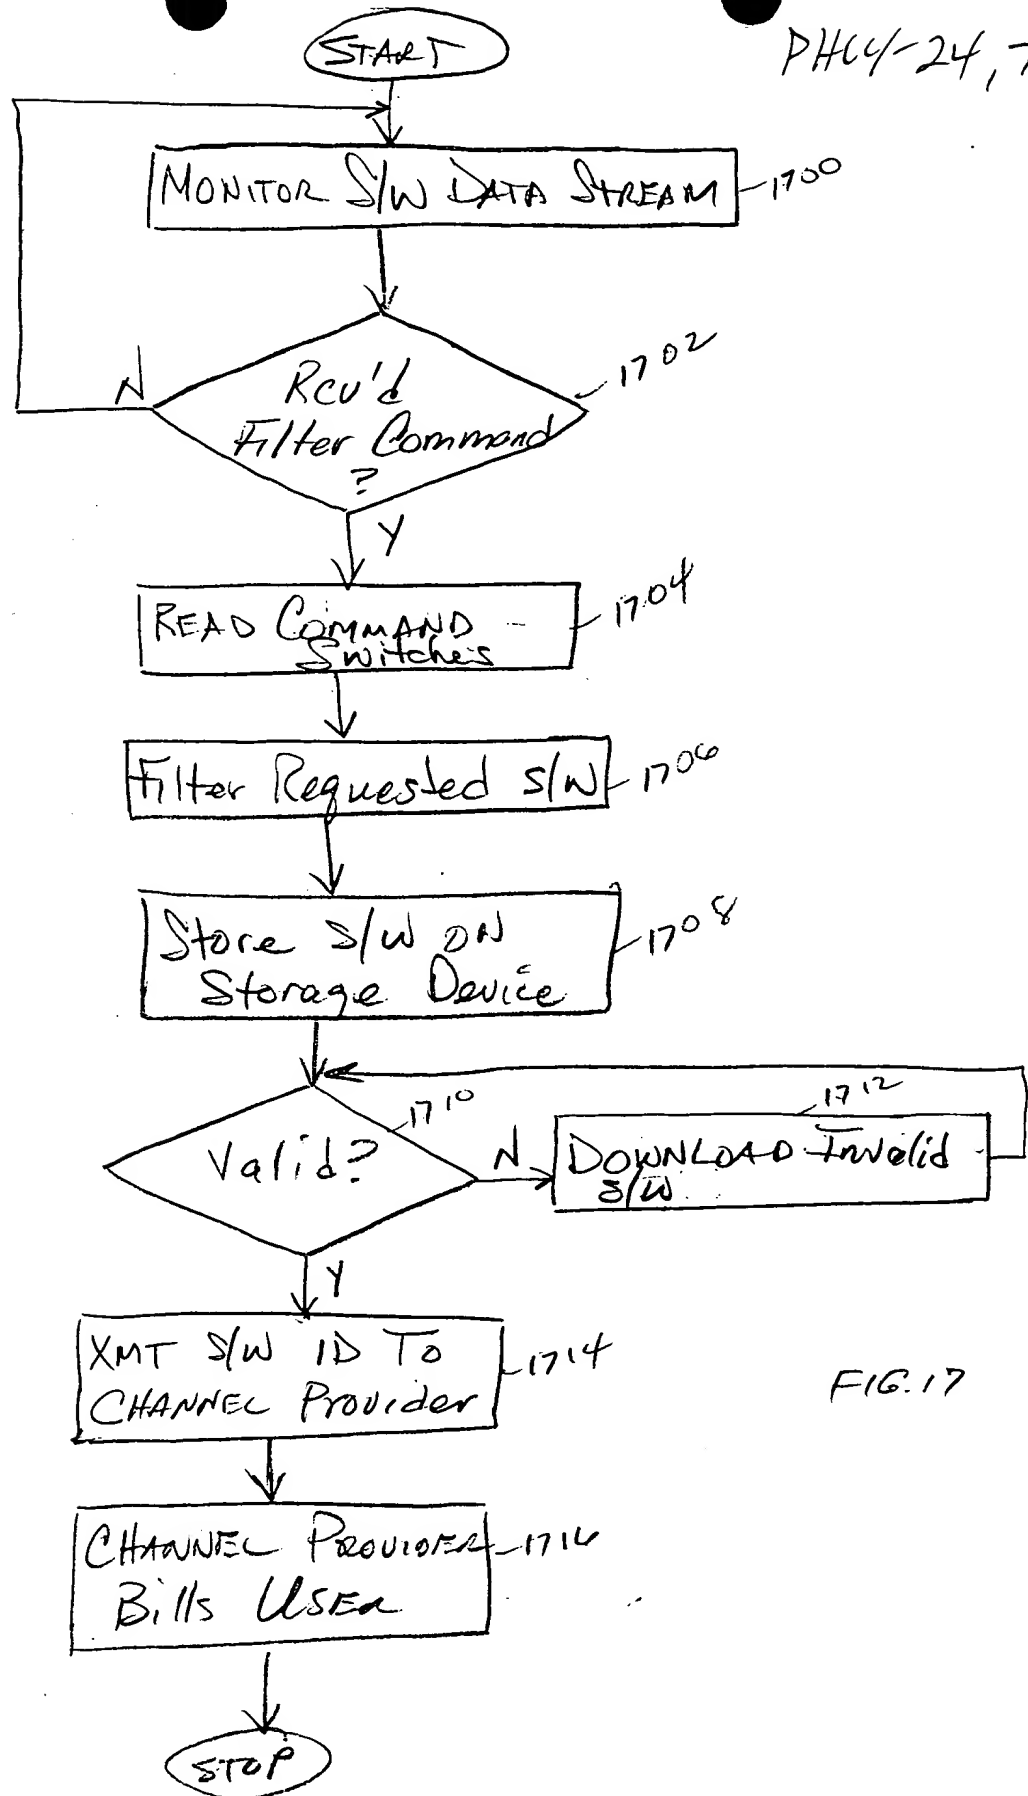 START
PHCY-24,7
MONITOR S/W DATA STREAM
1700
Rcv'd
Filter Command
?
1702
N
Y
READ COMMAND
Switches
1704
Filter Requested S/W
1706
Store S/W ON
Storage Device
1708
Valid?
1710
N
1712
DOWNLOAD Invalid
S/W
Y
XMT S/W ID To
CHANNEL Provider
1714
FIG. 17
CHANNEL PROVIDER
Bills USER
1716
STOP